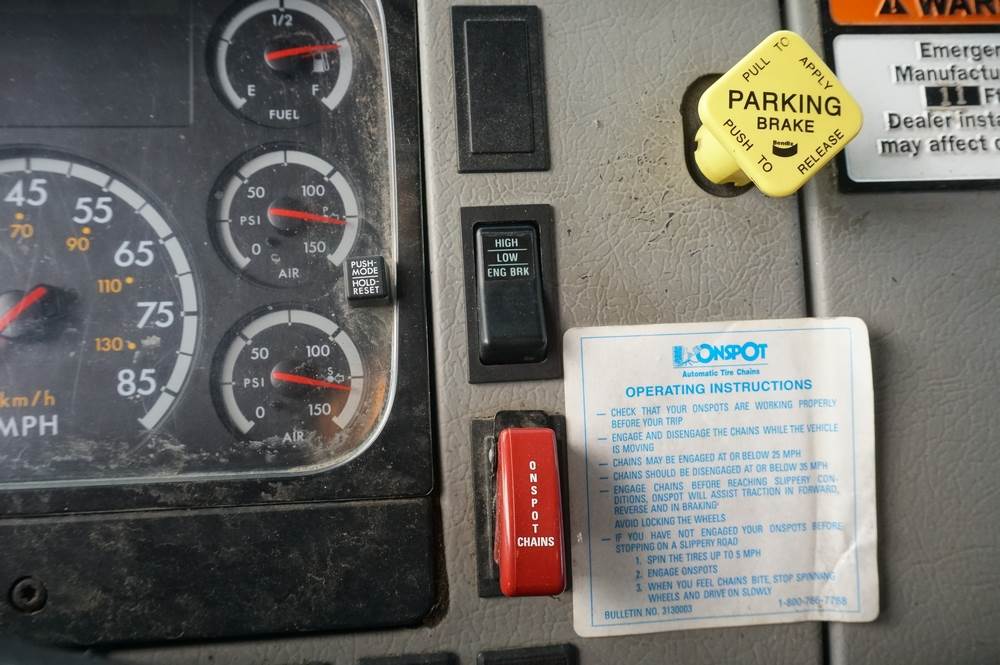 1/2
E
F
FUEL
45
55
65
75
85
70
90
110
130
km/h
MPH
50
100
PSI
P
0
150
AIR
PUSH-
MODE
HOLD-
RESET
50
100
PSI
S
0
150
AIR
HIGH
LOW
ENG BRK
ONSPOT
CHAINS
PULL TO APPLY
PARKING
BRAKE
Bendix
PUSH TO RELEASE
Emergen
Manufactu
11 Ft
Dealer insta
may affect c
ONSPOT
Automatic Tire Chains
OPERATING INSTRUCTIONS
— CHECK THAT YOUR ONSPOTS ARE WORKING PROPERLY
BEFORE YOUR TRIP
— ENGAGE AND DISENGAGE THE CHAINS WHILE THE VEHICLE
IS MOVING
— CHAINS MAY BE ENGAGED AT OR BELOW 25 MPH
— CHAINS SHOULD BE DISENGAGED AT OR BELOW 35 MPH
— ENGAGE CHAINS BEFORE REACHING SLIPPERY CON-
DITIONS, ONSPOT WILL ASSIST TRACTION IN FORWARD,
REVERSE AND IN BRAKING
AVOID LOCKING THE WHEELS
— IF YOU HAVE NOT ENGAGED YOUR ONSPOTS BEFORE
STOPPING ON A SLIPPERY ROAD
1. SPIN THE TIRES UP TO 5 MPH
2. ENGAGE ONSPOTS
3. WHEN YOU FEEL CHAINS BITE, STOP SPINNING
WHEELS AND DRIVE ON SLOWLY
BULLETIN NO. 3130003
1-800-766-7768